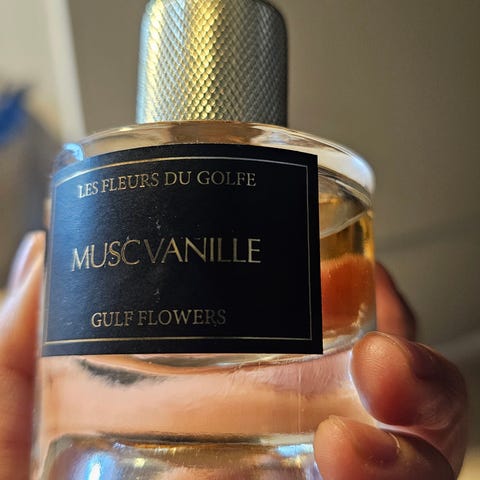 LES FLEURS DU GOLFE
MUSC VANILLE
GULF FLOWERS